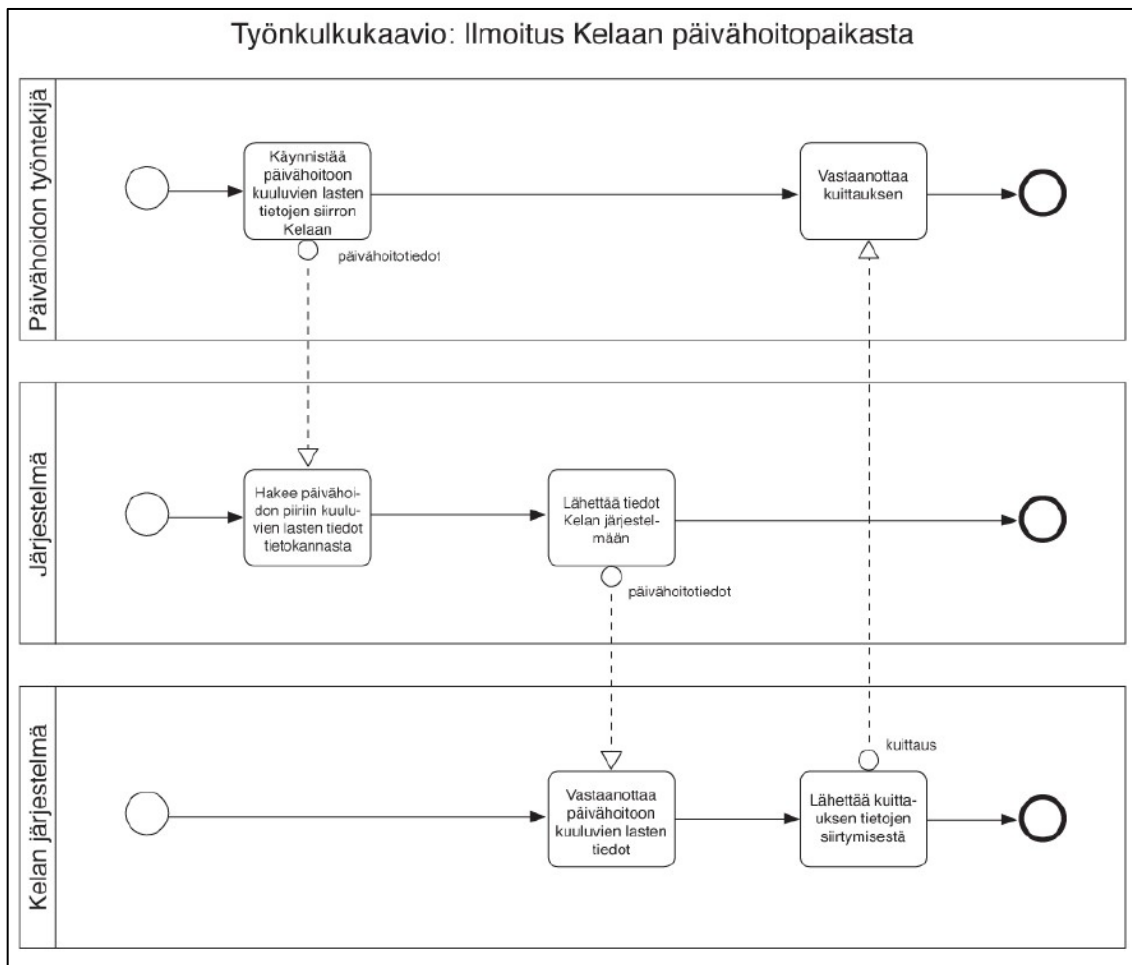 Työnkulkukaavio: Ilmoitus Kelaan päivähoitopaikasta
Päivähoidon työntekijä
Käynnistää
päivähoitoon
kuuluvien lasten
tietojen siirron
Kelaan
päivähoitotiedot
Vastaanottaa
kuittauksen
Järjestelmä
Hakee päivähoi-
don piiriin kuulu-
vien lasten tiedot
tietokannasta
Lähettää tiedot
Kelan järjestel-
mään
päivähoitotiedot
Kelan järjestelmä
Vastaanottaa
päivähoitoon
kuuluvien lasten
tiedot
kuittaus
Lähettää kuitta-
uksen tietojen
siirtymisestä